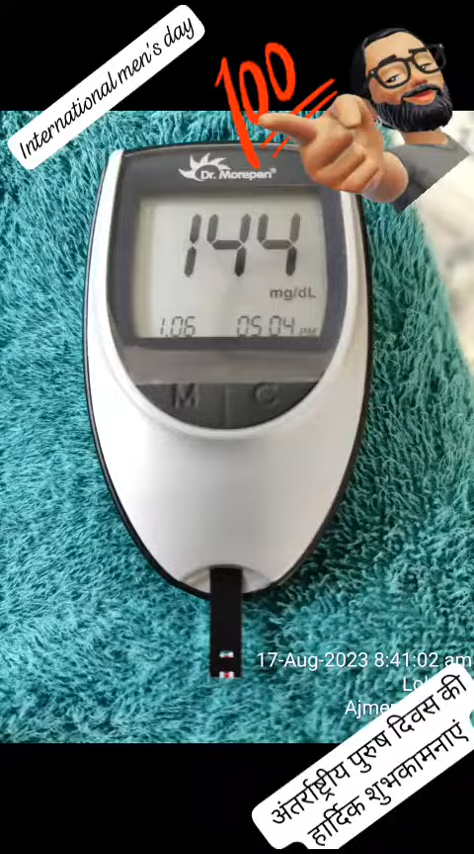 International men's day
100
Dr. Morepen
144
mg/dL
1.06 05 04 PM
M C
17-Aug-2023 8:41:02 am
अंतर्राष्ट्रीय पुरुष दिवस की
हार्दिक शुभकामनाएं